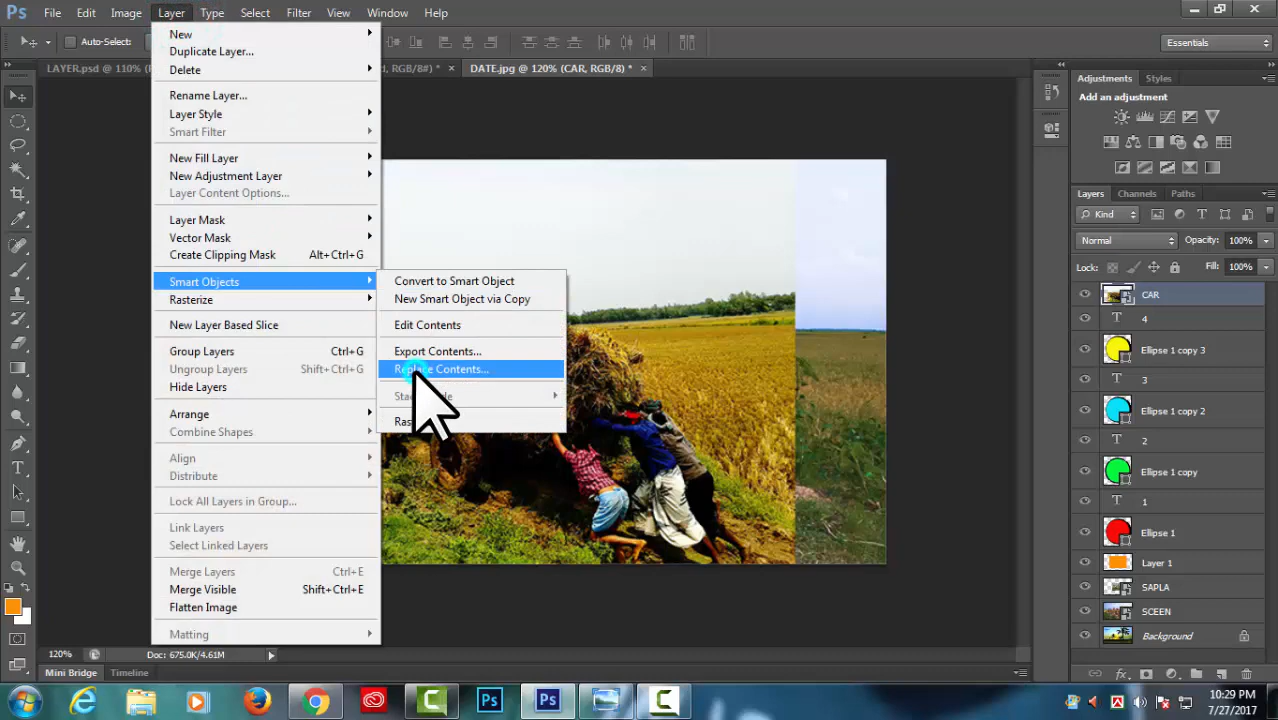 Ps File Edit Image Layer Type Select Filter View Window Help
Auto-Select:
Essentials
LAYER.psd @ 110% (
, RGB/8#) *
DATE.jpg @ 120% (CAR, RGB/8) *
New
Duplicate Layer...
Delete
Rename Layer...
Layer Style
Smart Filter
New Fill Layer
New Adjustment Layer
Layer Content Options...
Layer Mask
Vector Mask
Create Clipping Mask Alt+Ctrl+G
Smart Objects
Rasterize
New Layer Based Slice
Group Layers Ctrl+G
Ungroup Layers Shift+Ctrl+G
Hide Layers
Arrange
Combine Shapes
Align
Distribute
Lock All Layers in Group...
Link Layers
Select Linked Layers
Merge Layers Ctrl+E
Merge Visible Shift+Ctrl+E
Flatten Image
Matting
Convert to Smart Object
New Smart Object via Copy
Edit Contents
Export Contents...
Replace Contents...
Adjustments Styles
Add an adjustment
Layers Channels Paths
Kind
Normal Opacity: 100%
Lock: Fill: 100%
CAR
T 4
Ellipse 1 copy 3
T 3
Ellipse 1 copy 2
T 2
Ellipse 1 copy
T 1
Ellipse 1
Layer 1
SAPLA
SCEEN
Background
120% Doc: 675.0K/4.61M
Mini Bridge Timeline
Ps Ps
10:29 PM
7/27/2017